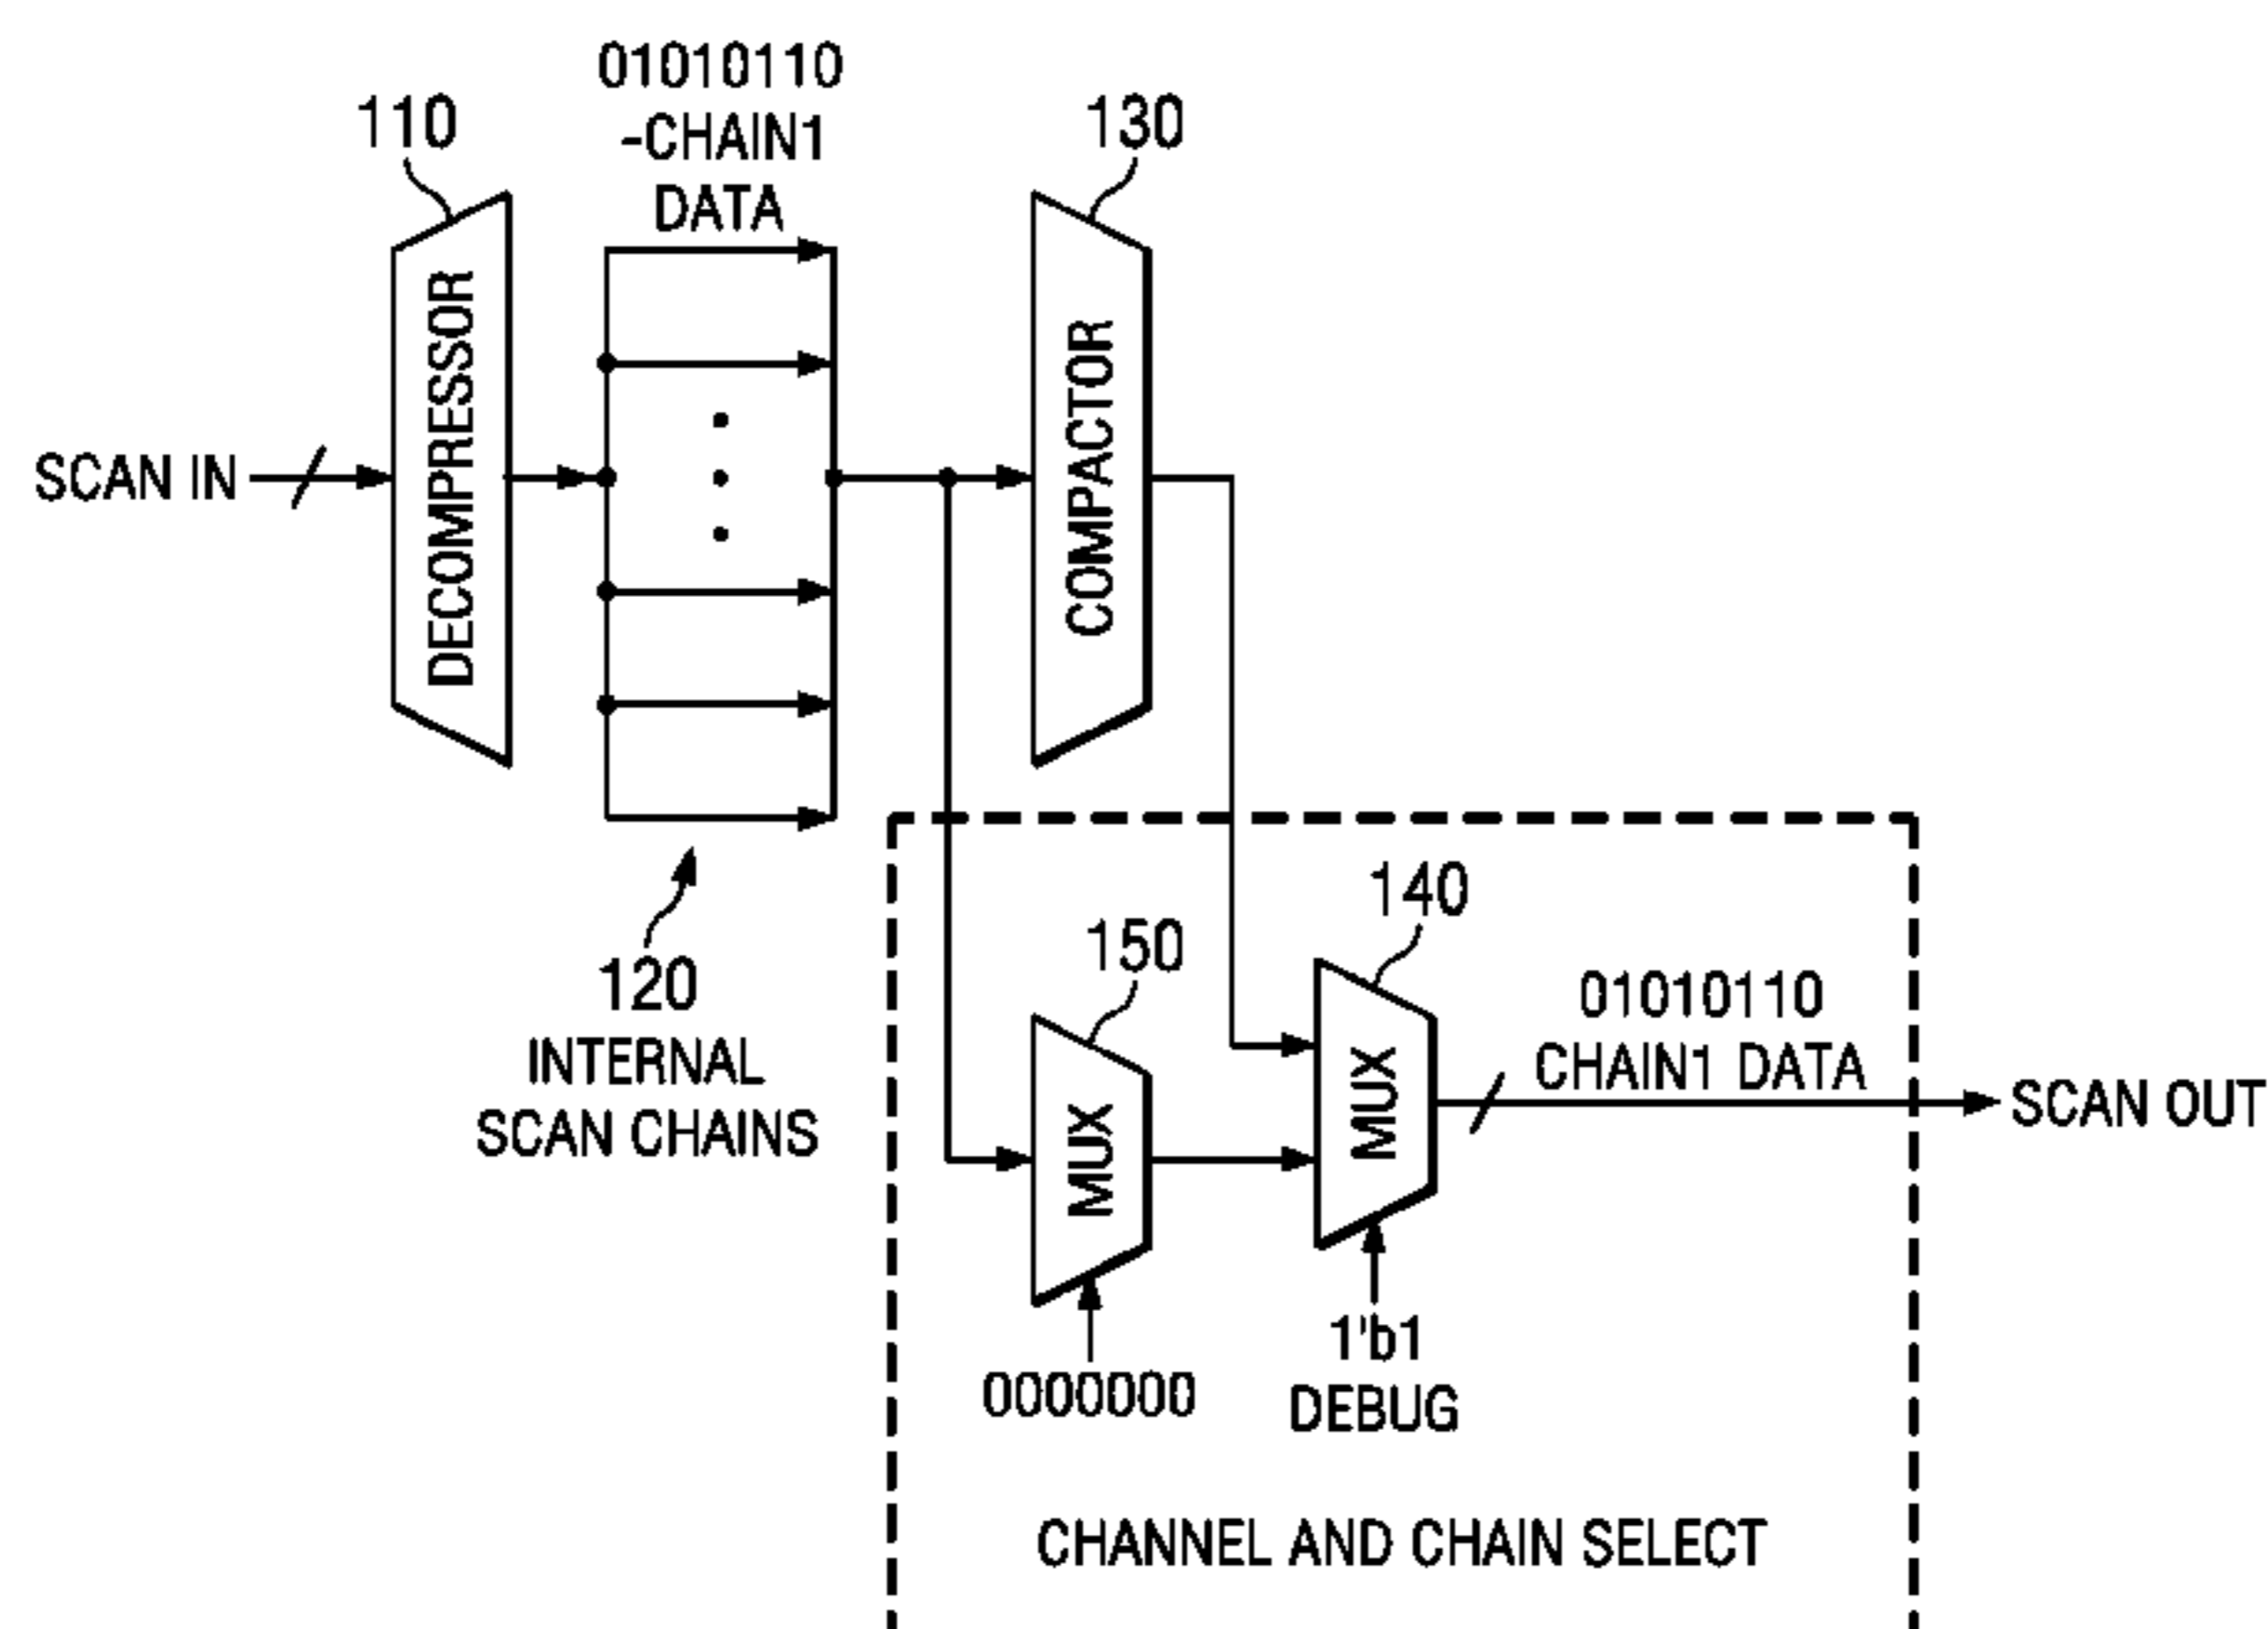 01010110
-CHAIN1
DATA
110
130
DECOMPRESSOR
COMPACTOR
SCAN IN
120
INTERNAL
SCAN CHAINS
150
140
MUX
MUX
01010110
CHAIN1 DATA
SCAN OUT
0000000
1'b1
DEBUG
CHANNEL AND CHAIN SELECT